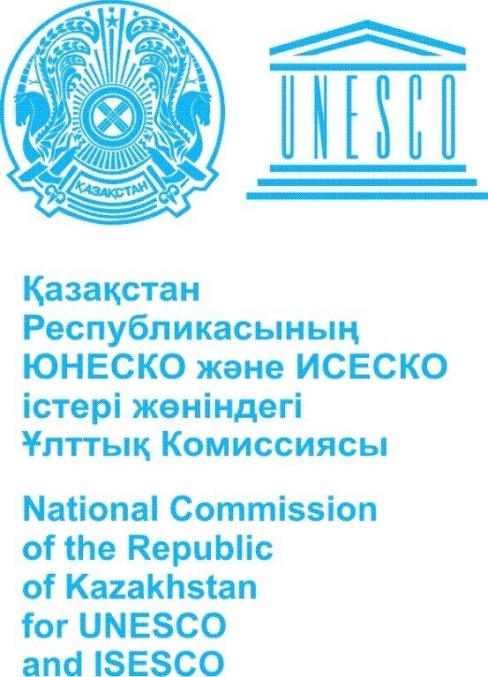 ҚАЗАҚСТАН
UNESCO
Қазақстан
Республикасының
ЮНЕСКО және ИСЕСКО
істері жөніндегі
Ұлттық Комиссиясы
National Commission
of the Republic
of Kazakhstan
for UNESCO
and ISESCO